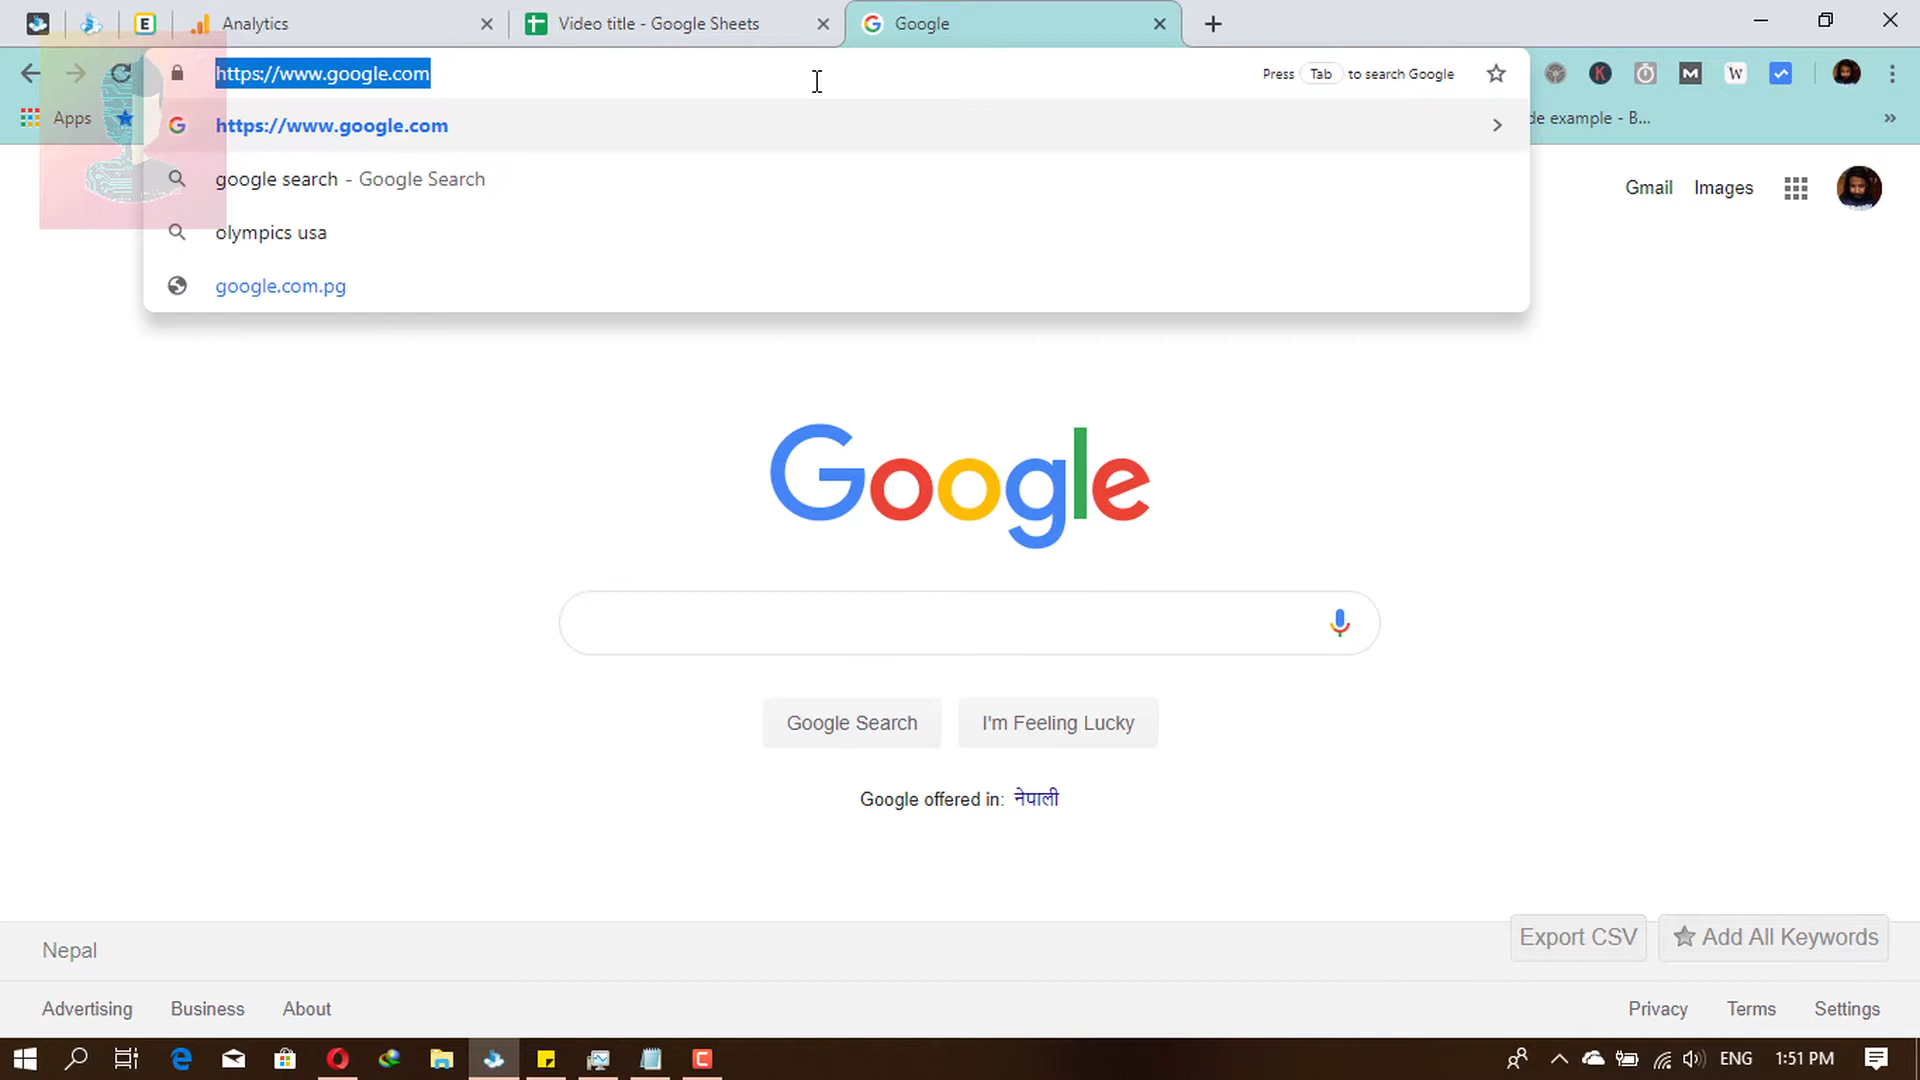 E
Analytics
Video title - Google Sheets
Google
https://www.google.com
Press Tab to search Google
K
M
W
Apps
https://www.google.com
de example - B...
google search - Google Search
olympics usa
google.com.pg
Gmail
Images
Google
Google Search
I'm Feeling Lucky
Google offered in: नेपाली
Nepal
Export CSV
Add All Keywords
Advertising
Business
About
Privacy
Terms
Settings
ENG
1:51 PM